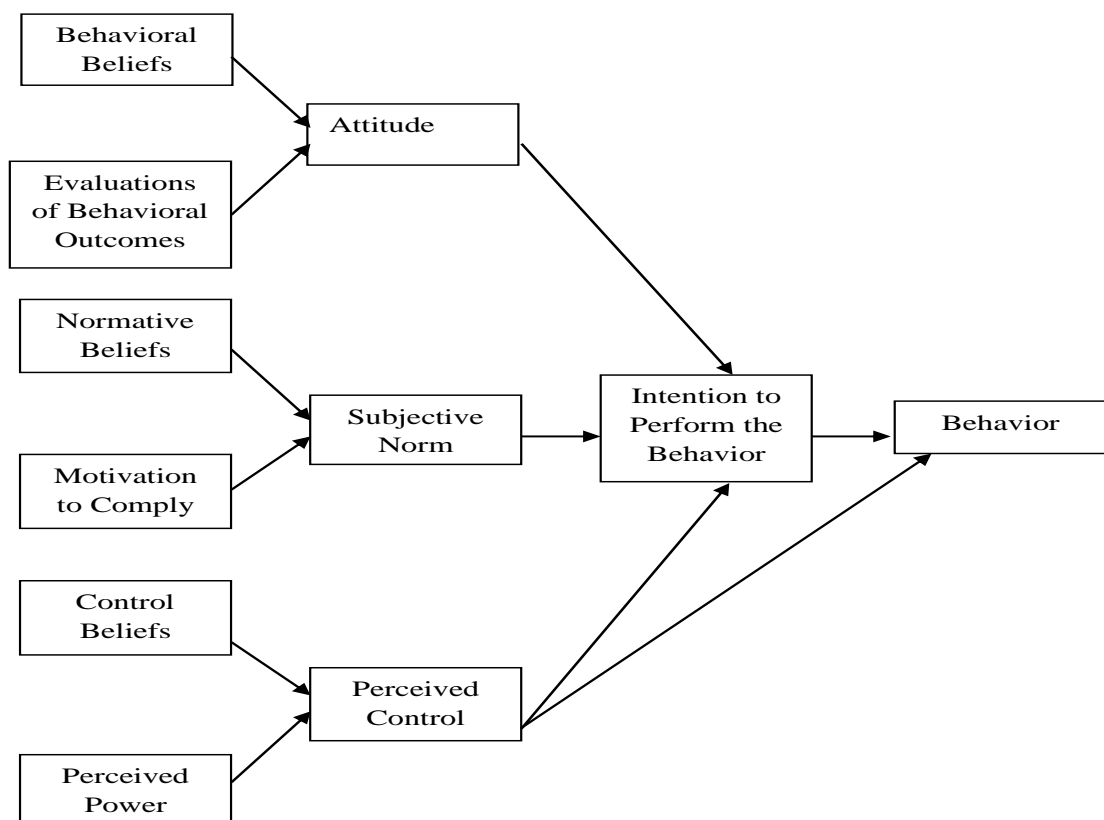 Behavioral
Beliefs
Attitude
Evaluations
of Behavioral
Outcomes
Normative
Beliefs
Subjective
Norm
Intention to
Perform the
Behavior
Behavior
Motivation
to Comply
Control
Beliefs
Perceived
Control
Perceived
Power